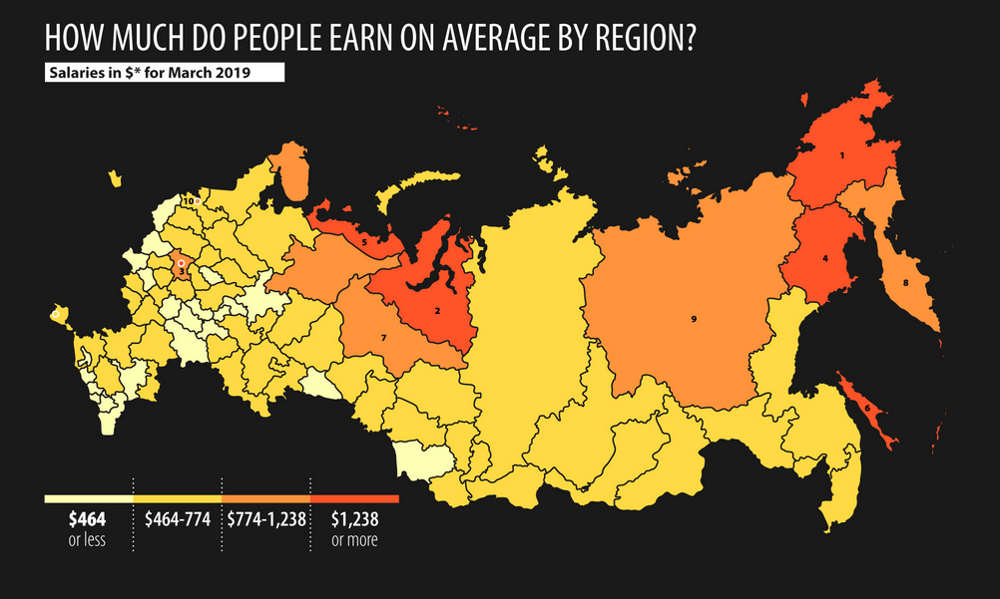 HOW MUCH DO PEOPLE EARN ON AVERAGE BY REGION?
Salaries in $* for March 2019
1
10
5
3
4
2
8
9
7
6
$464 $464-774 $774-1,238 $1,238
or less or more